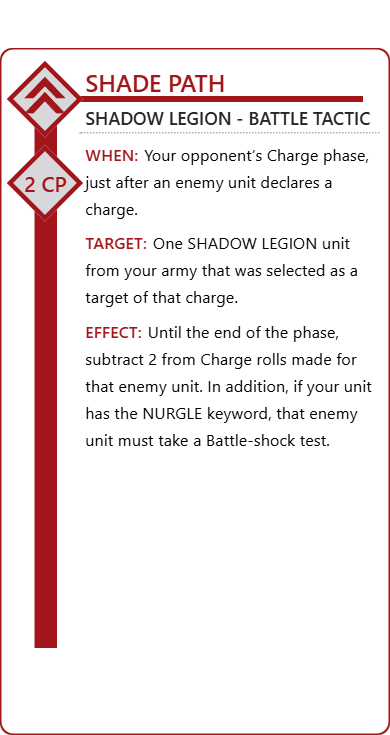 SHADE PATH
SHADOW LEGION - BATTLE TACTIC
2 CP
WHEN: Your opponent's Charge phase,
just after an enemy unit declares a
charge.
TARGET: One SHADOW LEGION unit
from your army that was selected as a
target of that charge.
EFFECT: Until the end of the phase,
subtract 2 from Charge rolls made for
that enemy unit. In addition, if your unit
has the NURGLE keyword, that enemy
unit must take a Battle-shock test.